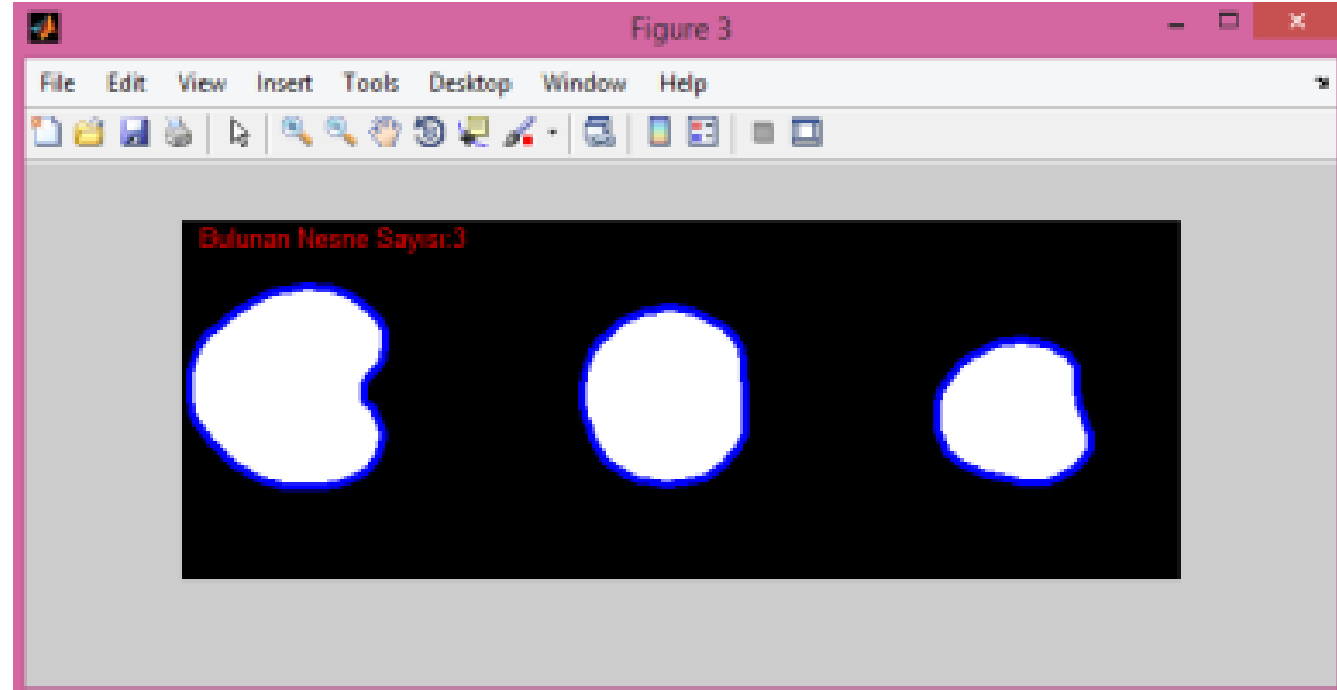 Figure 3
File Edit View Insert Tools Desktop Window Help
Bulunan Nesne Sayısı:3